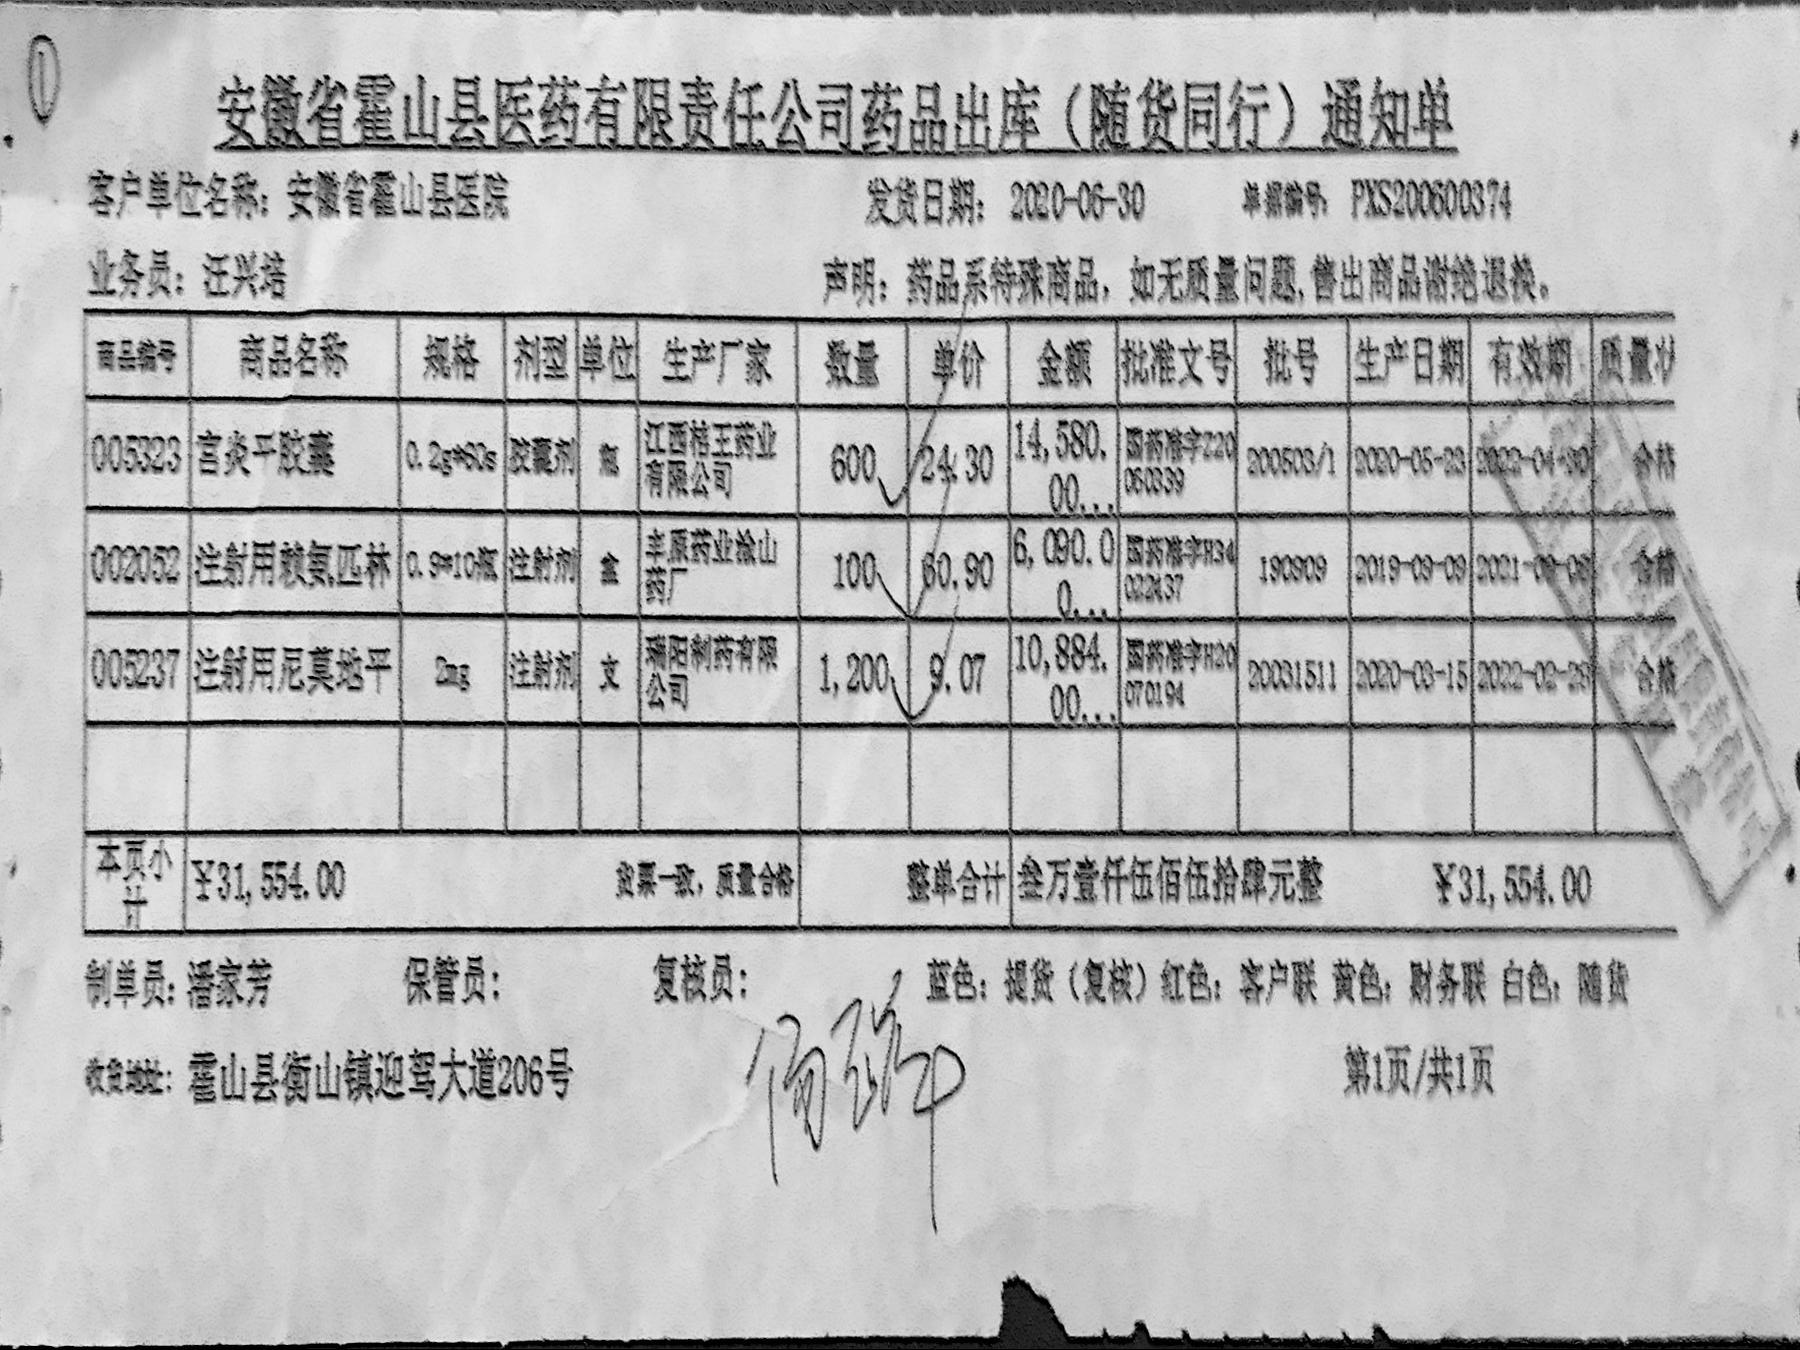 ①
安徽省霍山县医药有限责任公司药品出库（随货同行）通知单
客户单位名称：安徽省霍山县医院 发货日期：2020-06-30 单据编号：PXS200600374
业务员：汪兴培 声明：药品系特殊商品，如无质量问题,售出商品谢绝退换。
商品编号 商品名称 规格 剂型 单位 生产厂家 数量 单价 金额 批准文号 批号 生产日期 有效期 质量状
005323 宫炎平胶囊 0.2g*60s 胶囊剂 瓶 江西桔王药业有限公司 600 24.30 14,580.00... 国药准字Z20060339 200503/1 2020-05-23 2022-04-30 合格
002052 注射用赖氨匹林 0.9*10瓶 注射剂 盒 丰原药业涂山药厂 100 60.90 6,090.00... 国药准字H34022437 190909 2019-09-09 合格
005237 注射用尼莫地平 2mg 注射剂 支 瑞阳制药有限公司 1,200 9.07 10,884.00... 国药准字H20070194 20031511 2020-03-15 合格
本页小计 ¥31,554.00 货票一致，质量合格 整单合计 叁万壹仟伍佰伍拾肆元整 ¥31,554.00
制单员：潘家芳 保管员： 复核员： 蓝色：提货（复核）红色：客户联 黄色：财务联 白色：随货
收货地址：霍山县衡山镇迎驾大道206号 第1页/共1页